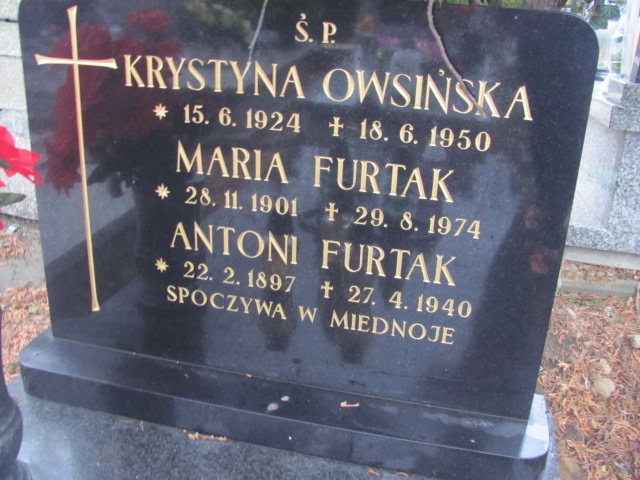 Ś. P.
KRYSTYNA OWSIŃSKA
* 15. 6. 1924 ✝ 18. 6. 1950
MARIA FURTAK
* 28. 11. 1901 ✝ 29. 8. 1974
ANTONI FURTAK
* 22. 2. 1897 ✝ 27. 4. 1940
SPOCZYWA W MIEDNOJE